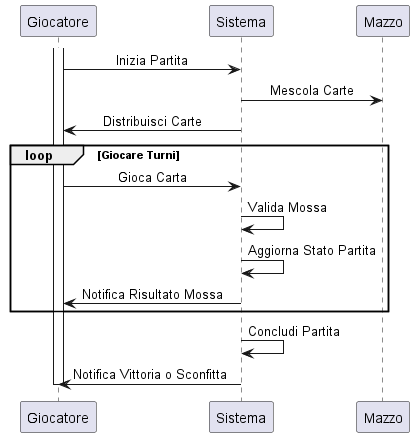 Giocatore Sistema Mazzo
Inizia Partita
Mescola Carte
Distribuisci Carte
loop [Giocare Turni]
Gioca Carta
Valida Mossa
Aggiorna Stato Partita
Notifica Risultato Mossa
Concludi Partita
Notifica Vittoria o Sconfitta
Giocatore Sistema Mazzo